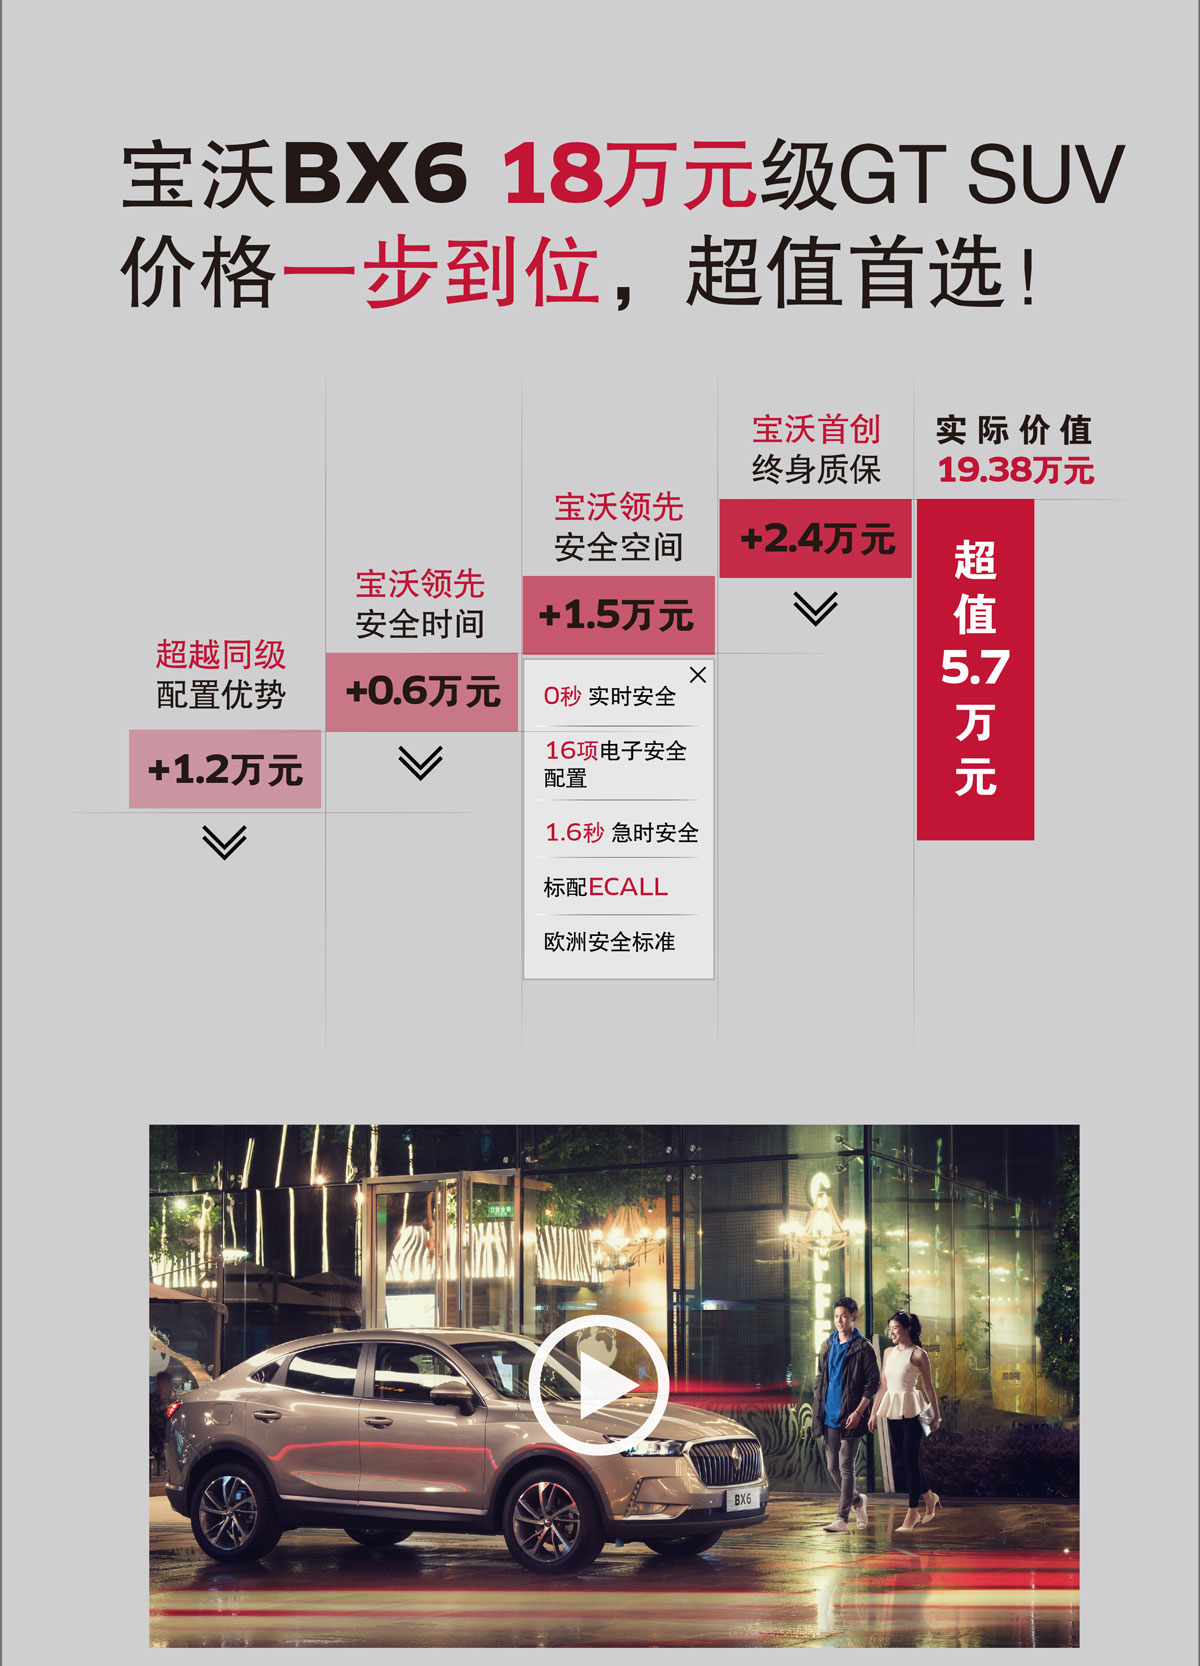 宝沃BX6 18万元级GT SUV
价格一步到位，超值首选！
超越同级
配置优势
+1.2万元
宝沃领先
安全时间
+0.6万元
宝沃领先
安全空间
+1.5万元
0秒 实时安全
16项电子安全
配置
1.6秒 急时安全
标配ECALL
欧洲安全标准
宝沃首创
终身质保
+2.4万元
实际价值
19.38万元
超
值
5.7
万
元
BX6